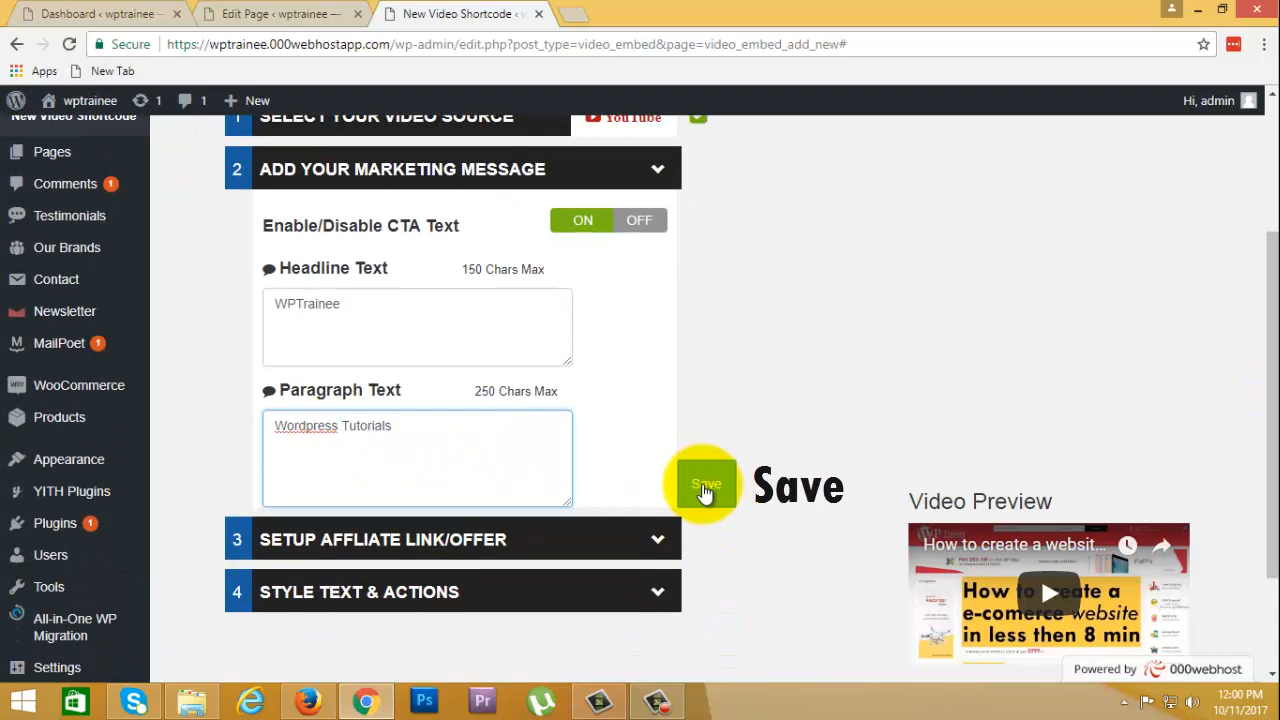 Dashboard ‹ wptrainee —
Edit Page ‹ wptrainee —
New Video Shortcode ‹ w
Secure
https://wptrainee.000webhostapp.com/wp-admin/edit.php?post_type=video_embed&page=video_embed_add_new#
Apps
New Tab
wptrainee
1
1
New
Hi, admin
New Video Shortcode
Pages
Comments 1
Testimonials
Our Brands
Contact
Newsletter
MailPoet 1
WooCommerce
Products
Appearance
YITH Plugins
Plugins 1
Users
Tools
All-in-One WP
Migration
Settings
1 SELECT YOUR VIDEO SOURCE
YouTube
2 ADD YOUR MARKETING MESSAGE
Enable/Disable CTA Text
ON OFF
Headline Text
150 Chars Max
WPTrainee
Paragraph Text
250 Chars Max
Wordpress Tutorials
Save
Save
3 SETUP AFFLIATE LINK/OFFER
4 STYLE TEXT & ACTIONS
Video Preview
How to create a websit...
How to create a
e-comerce website
in less then 8 min
Powered by 000webhost
Ps
Pr
12:00 PM
10/11/2017